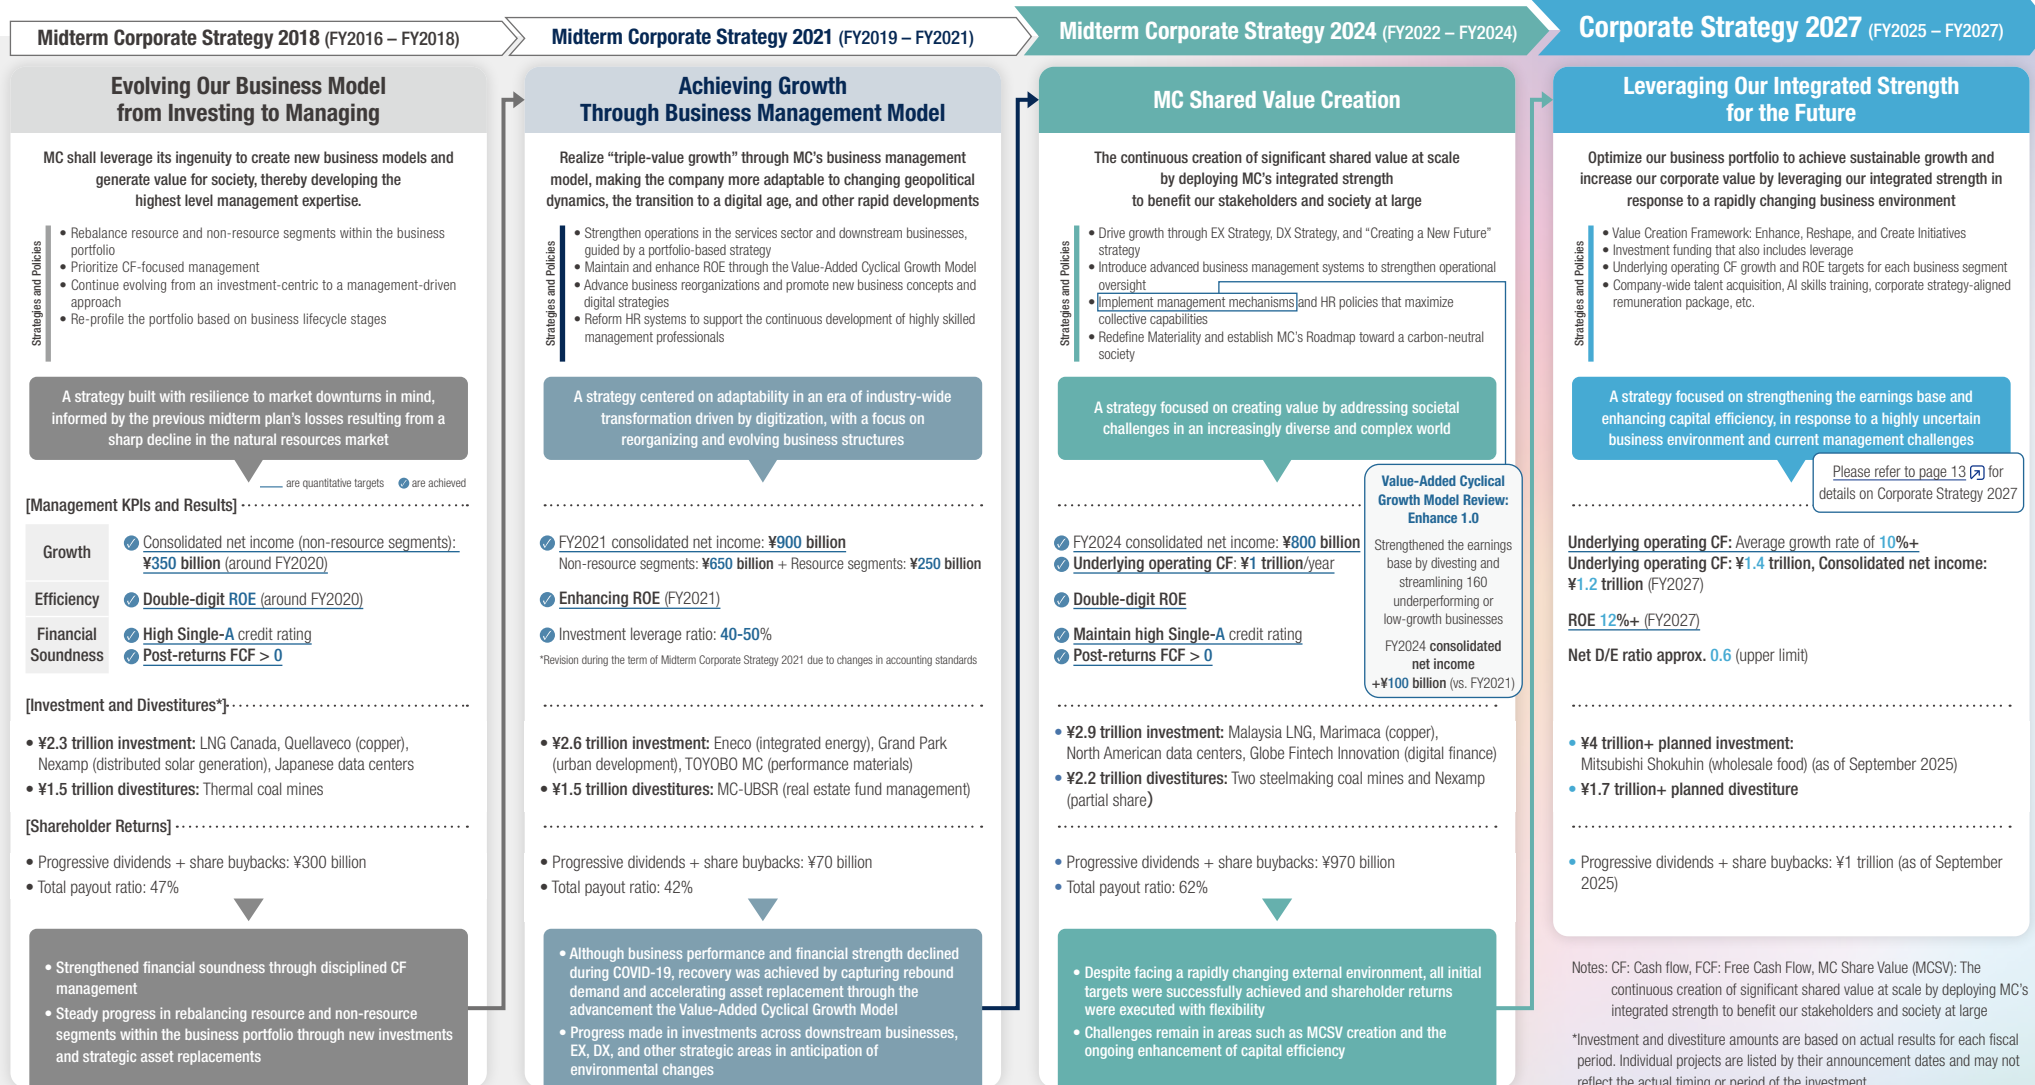 Midterm Corporate Strategy 2018 (FY2016 – FY2018)
Evolving Our Business Model
from Investing to Managing
MC shall leverage its ingenuity to create new business models and
generate value for society, thereby developing the
highest level management expertise.
Strategies and Policies
• Rebalance resource and non-resource segments within the business
portfolio
• Prioritize CF-focused management
• Continue evolving from an investment-centric to a management-driven
approach
• Re-profile the portfolio based on business lifecycle stages
A strategy built with resilience to market downturns in mind,
informed by the previous midterm plan’s losses resulting from a
sharp decline in the natural resources market
are quantitative targets are achieved
[Management KPIs and Results]
Growth
Consolidated net income (non-resource segments):
¥350 billion (around FY2020)
Efficiency
Double-digit ROE (around FY2020)
Financial
Soundness
High Single-A credit rating
Post-returns FCF > 0
[Investment and Divestitures*]
• ¥2.3 trillion investment: LNG Canada, Quellaveco (copper),
Nexamp (distributed solar generation), Japanese data centers
• ¥1.5 trillion divestitures: Thermal coal mines
[Shareholder Returns]
• Progressive dividends + share buybacks: ¥300 billion
• Total payout ratio: 47%
• Strengthened financial soundness through disciplined CF
management
• Steady progress in rebalancing resource and non-resource
segments within the business portfolio through new investments
and strategic asset replacements
Midterm Corporate Strategy 2021 (FY2019 – FY2021)
Achieving Growth
Through Business Management Model
Realize “triple-value growth” through MC’s business management
model, making the company more adaptable to changing geopolitical
dynamics, the transition to a digital age, and other rapid developments
Strategies and Policies
• Strengthen operations in the services sector and downstream businesses,
guided by a portfolio-based strategy
• Maintain and enhance ROE through the Value-Added Cyclical Growth Model
• Advance business reorganizations and promote new business concepts and
digital strategies
• Reform HR systems to support the continuous development of highly skilled
management professionals
A strategy centered on adaptability in an era of industry-wide
transformation driven by digitization, with a focus on
reorganizing and evolving business structures
FY2021 consolidated net income: ¥900 billion
Non-resource segments: ¥650 billion + Resource segments: ¥250 billion
Enhancing ROE (FY2021)
Investment leverage ratio: 40-50%
*Revision during the term of Midterm Corporate Strategy 2021 due to changes in accounting standards
• ¥2.6 trillion investment: Eneco (integrated energy), Grand Park
(urban development), TOYOBO MC (performance materials)
• ¥1.5 trillion divestitures: MC-UBSR (real estate fund management)
• Progressive dividends + share buybacks: ¥70 billion
• Total payout ratio: 42%
• Although business performance and financial strength declined
during COVID-19, recovery was achieved by capturing rebound
demand and accelerating asset replacement through the
advancement the Value-Added Cyclical Growth Model
• Progress made in investments across downstream businesses,
EX, DX, and other strategic areas in anticipation of
environmental changes
Midterm Corporate Strategy 2024 (FY2022 – FY2024)
MC Shared Value Creation
The continuous creation of significant shared value at scale
by deploying MC’s integrated strength
to benefit our stakeholders and society at large
Strategies and Policies
• Drive growth through EX Strategy, DX Strategy, and “Creating a New Future”
strategy
• Introduce advanced business management systems to strengthen operational
oversight
• Implement management mechanisms and HR policies that maximize
collective capabilities
• Redefine Materiality and establish MC’s Roadmap toward a carbon-neutral
society
A strategy focused on creating value by addressing societal
challenges in an increasingly diverse and complex world
FY2024 consolidated net income: ¥800 billion
Underlying operating CF: ¥1 trillion/year
Double-digit ROE
Maintain high Single-A credit rating
Post-returns FCF > 0
Value-Added Cyclical
Growth Model Review:
Enhance 1.0
Strengthened the earnings
base by divesting and
streamlining 160
underperforming or
low-growth businesses
FY2024 consolidated
net income
+¥100 billion (vs. FY2021)
• ¥2.9 trillion investment: Malaysia LNG, Marimaca (copper),
North American data centers, Globe Fintech Innovation (digital finance)
• ¥2.2 trillion divestitures: Two steelmaking coal mines and Nexamp
(partial share)
• Progressive dividends + share buybacks: ¥970 billion
• Total payout ratio: 62%
• Despite facing a rapidly changing external environment, all initial
targets were successfully achieved and shareholder returns
were executed with flexibility
• Challenges remain in areas such as MCSV creation and the
ongoing enhancement of capital efficiency
Corporate Strategy 2027 (FY2025 – FY2027)
Leveraging Our Integrated Strength
for the Future
Optimize our business portfolio to achieve sustainable growth and
increase our corporate value by leveraging our integrated strength in
response to a rapidly changing business environment
Strategies and Policies
• Value Creation Framework: Enhance, Reshape, and Create Initiatives
• Investment funding that also includes leverage
• Underlying operating CF growth and ROE targets for each business segment
• Company-wide talent acquisition, AI skills training, corporate strategy-aligned
remuneration package, etc.
A strategy focused on strengthening the earnings base and
enhancing capital efficiency, in response to a highly uncertain
business environment and current management challenges
Please refer to page 13 for
details on Corporate Strategy 2027
Underlying operating CF: Average growth rate of 10%+
Underlying operating CF: ¥1.4 trillion, Consolidated net income:
¥1.2 trillion (FY2027)
ROE 12%+ (FY2027)
Net D/E ratio approx. 0.6 (upper limit)
• ¥4 trillion+ planned investment:
Mitsubishi Shokuhin (wholesale food) (as of September 2025)
• ¥1.7 trillion+ planned divestiture
• Progressive dividends + share buybacks: ¥1 trillion (as of September
2025)
Notes: CF: Cash flow, FCF: Free Cash Flow, MC Share Value (MCSV): The
continuous creation of significant shared value at scale by deploying MC’s
integrated strength to benefit our stakeholders and society at large
*Investment and divestiture amounts are based on actual results for each fiscal
period. Individual projects are listed by their announcement dates and may not
reflect the actual timing or period of the investment.